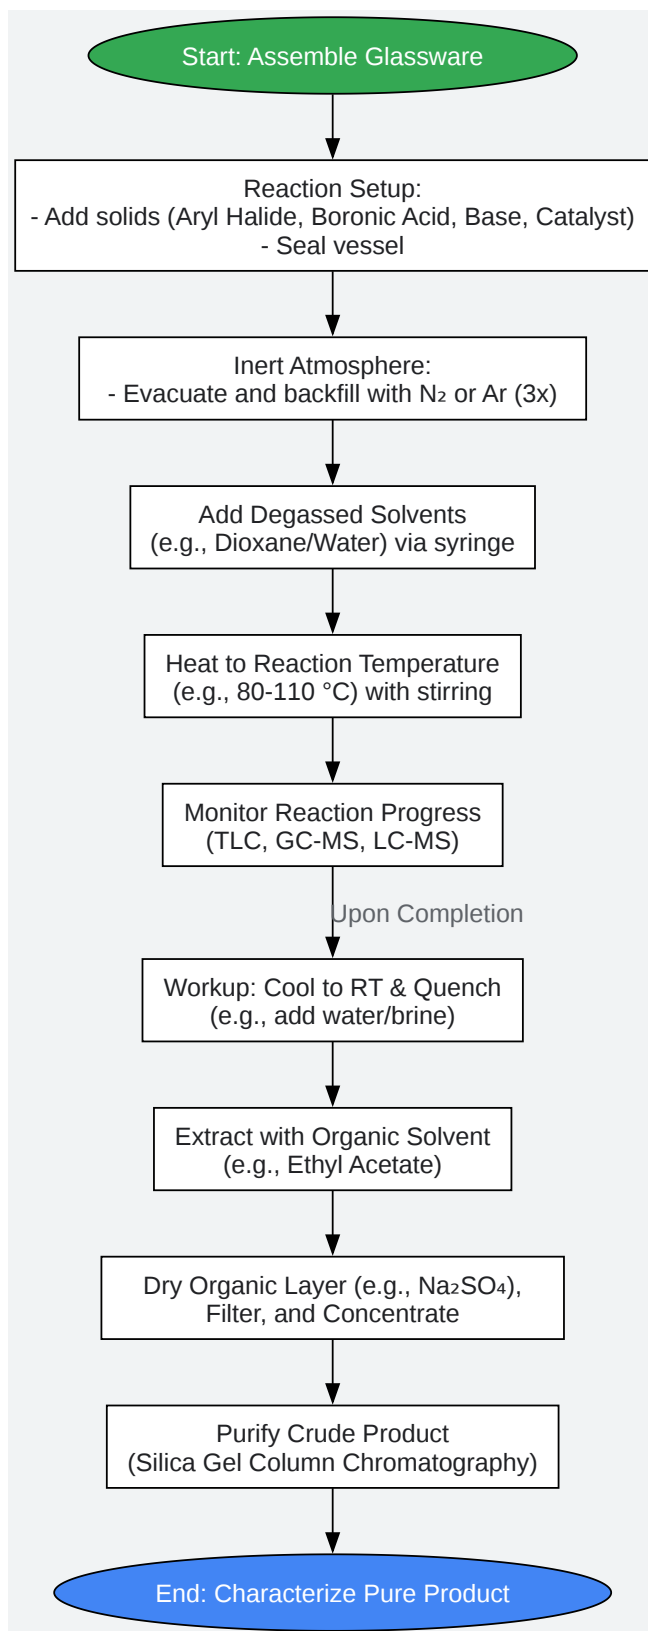 Start: Assemble Glassware
Reaction Setup:
- Add solids (Aryl Halide, Boronic Acid, Base, Catalyst)
- Seal vessel
Inert Atmosphere:
- Evacuate and backfill with N₂ or Ar (3x)
Add Degassed Solvents
(e.g., Dioxane/Water) via syringe
Heat to Reaction Temperature
(e.g., 80-110 °C) with stirring
Monitor Reaction Progress
(TLC, GC-MS, LC-MS)
Upon Completion
Workup: Cool to RT & Quench
(e.g., add water/brine)
Extract with Organic Solvent
(e.g., Ethyl Acetate)
Dry Organic Layer (e.g., Na₂SO₄),
Filter, and Concentrate
Purify Crude Product
(Silica Gel Column Chromatography)
End: Characterize Pure Product